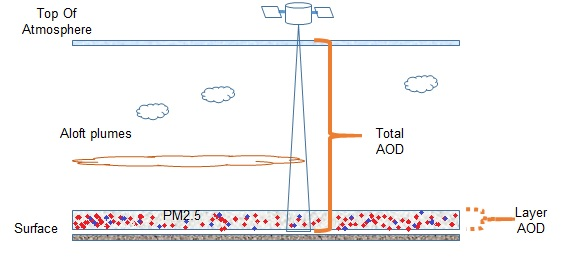 Top Of
Atmosphere
Aloft plumes
Total
AOD
PM2.5
Layer
AOD
Surface